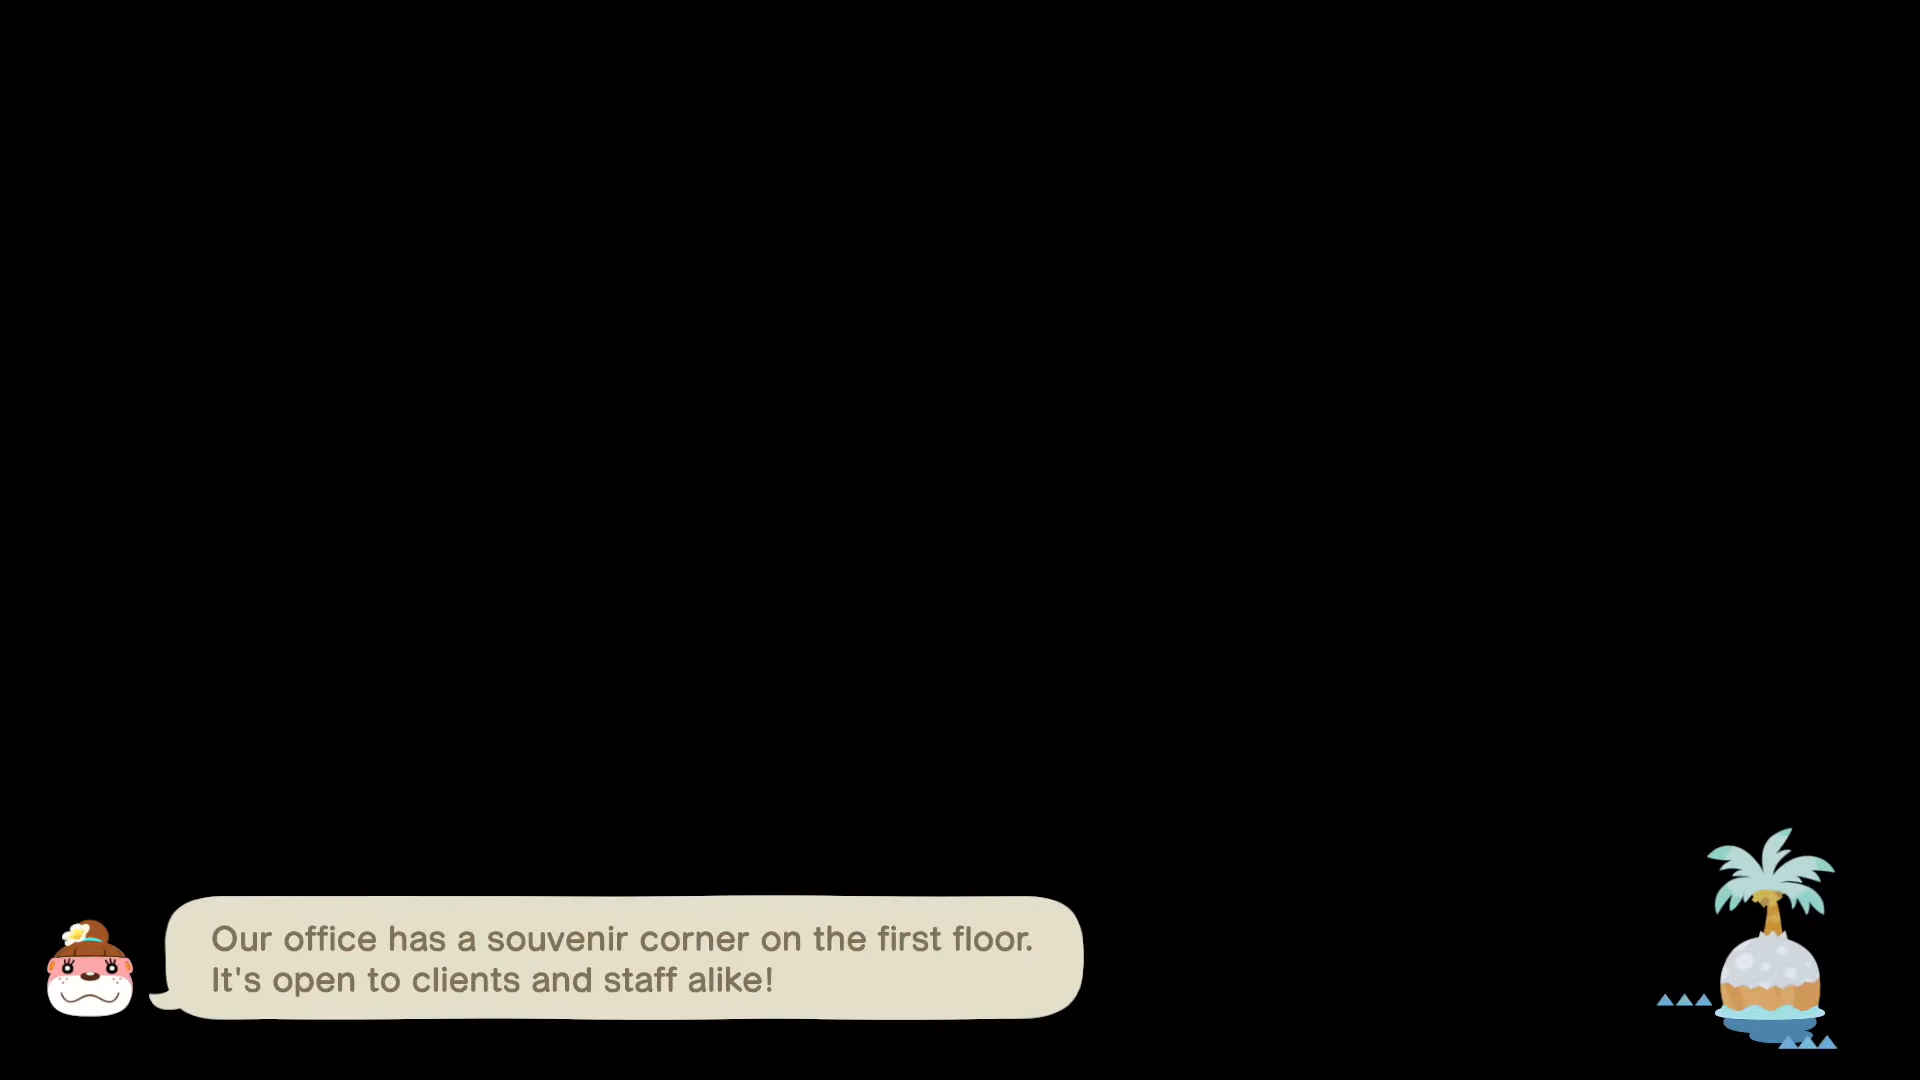 Our office has a souvenir corner on the first floor.
It's open to clients and staff alike!